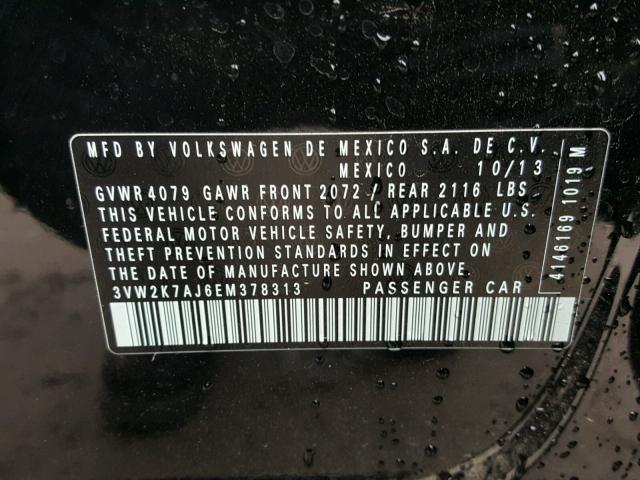 MFD BY VOLKSWAGEN DE MEXICO S.A. DE C.V.
MEXICO 10/13
GVWR 4079 GAWR FRONT 2072 / REAR 2116 LBS
THIS VEHICLE CONFORMS TO ALL APPLICABLE U.S.
FEDERAL MOTOR VEHICLE SAFETY, BUMPER AND
THEFT PREVENTION STANDARDS IN EFFECT ON
THE DATE OF MANUFACTURE SHOWN ABOVE.
3VW2K7AJ6EM378313 PASSENGER CAR
4146169 1019 M